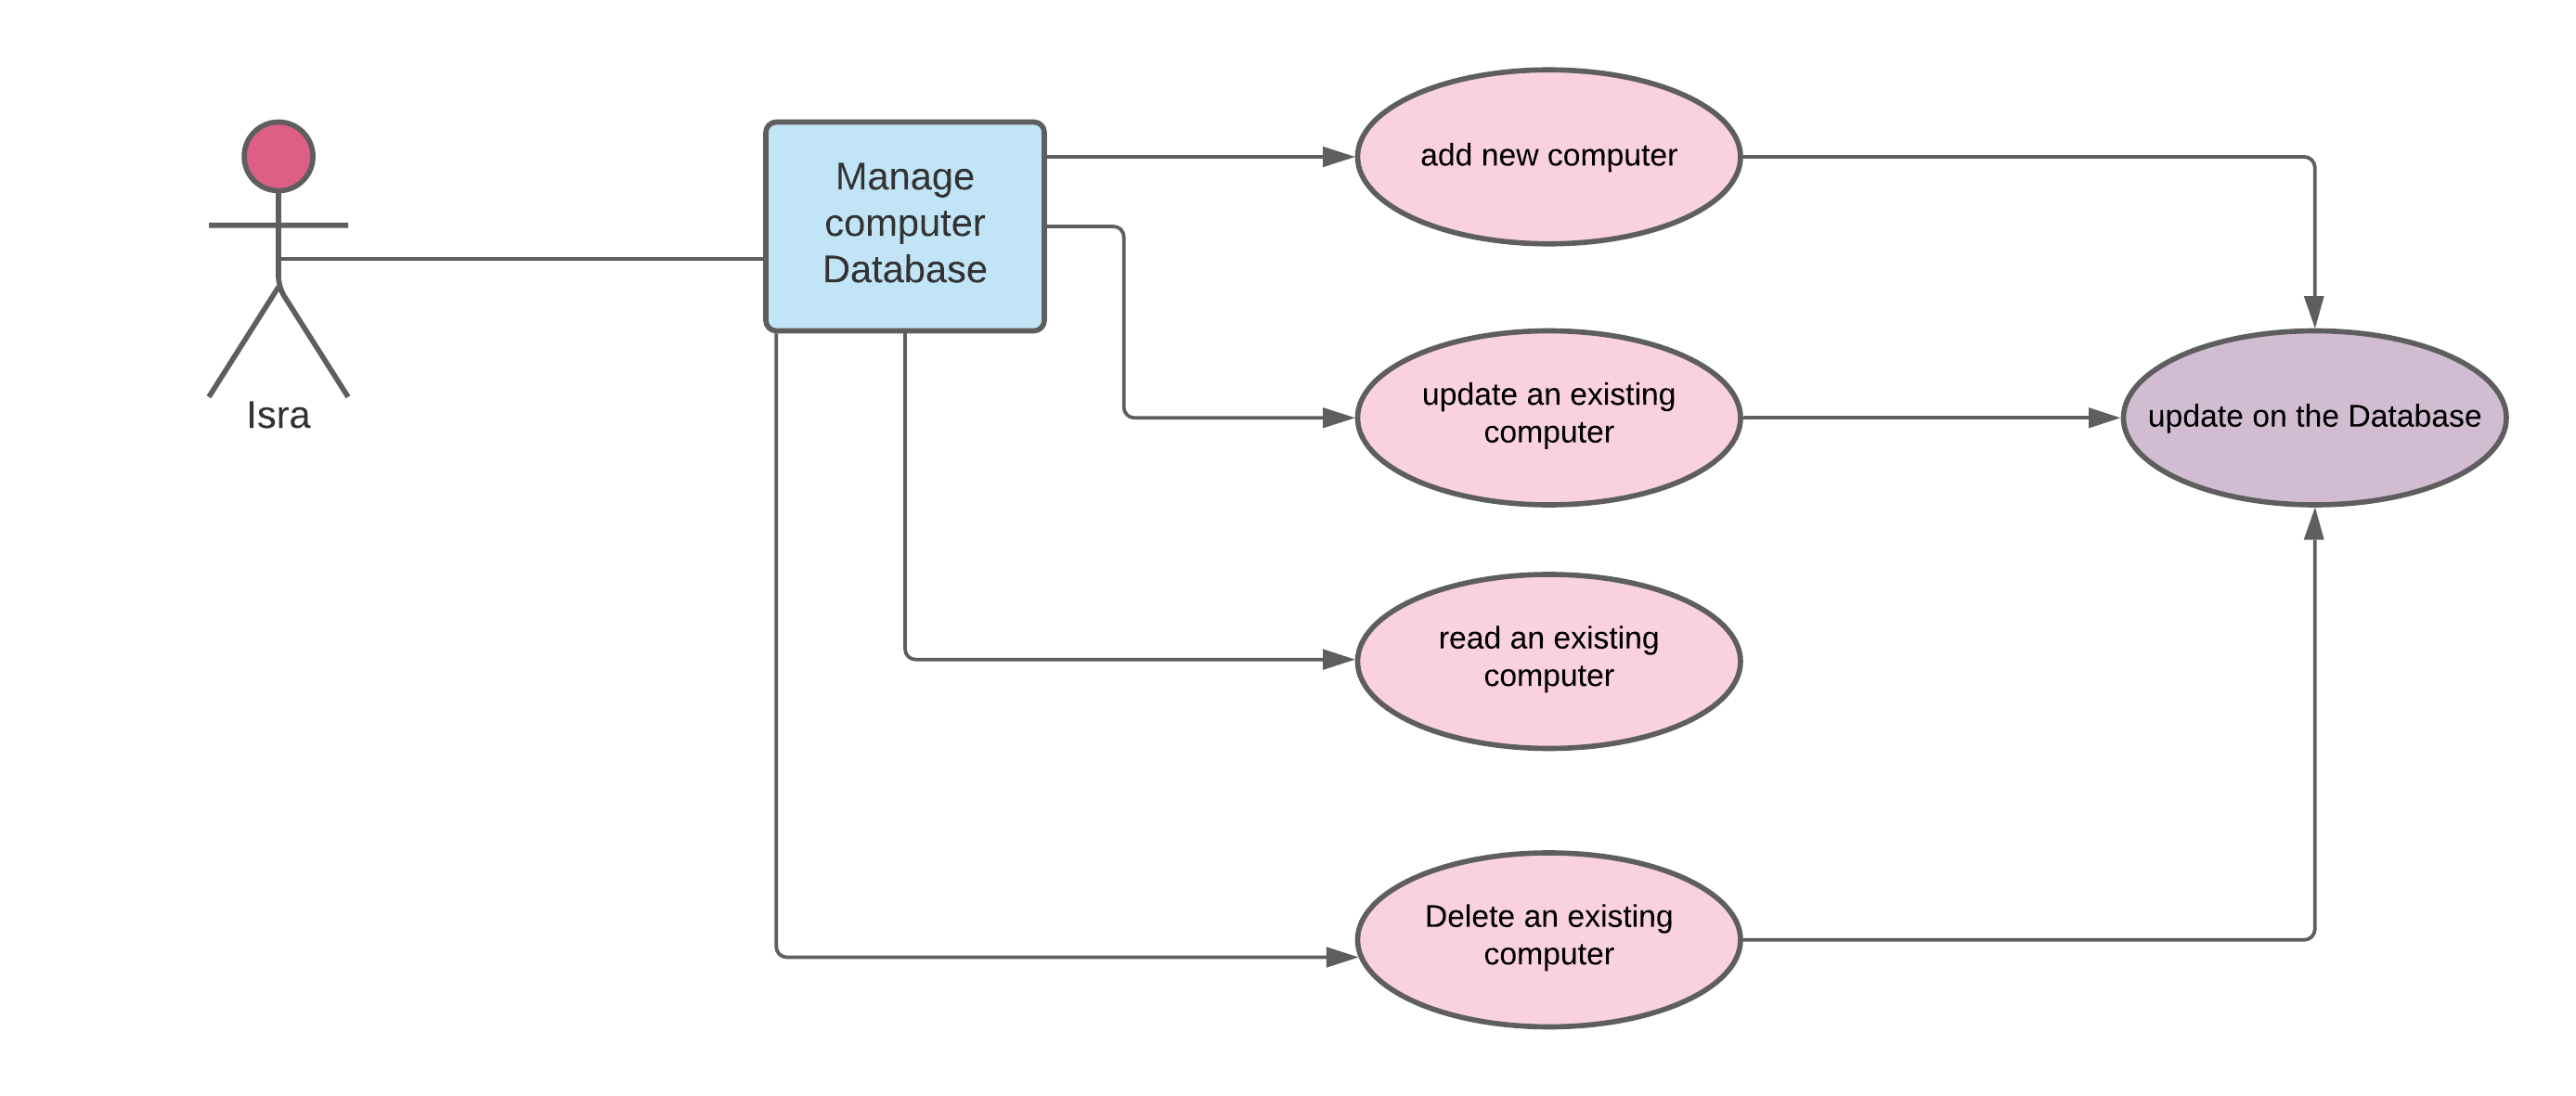 Manage
computer
Database
Isra
add new computer
update an existing
computer
read an existing
computer
Delete an existing
computer
update on the Database